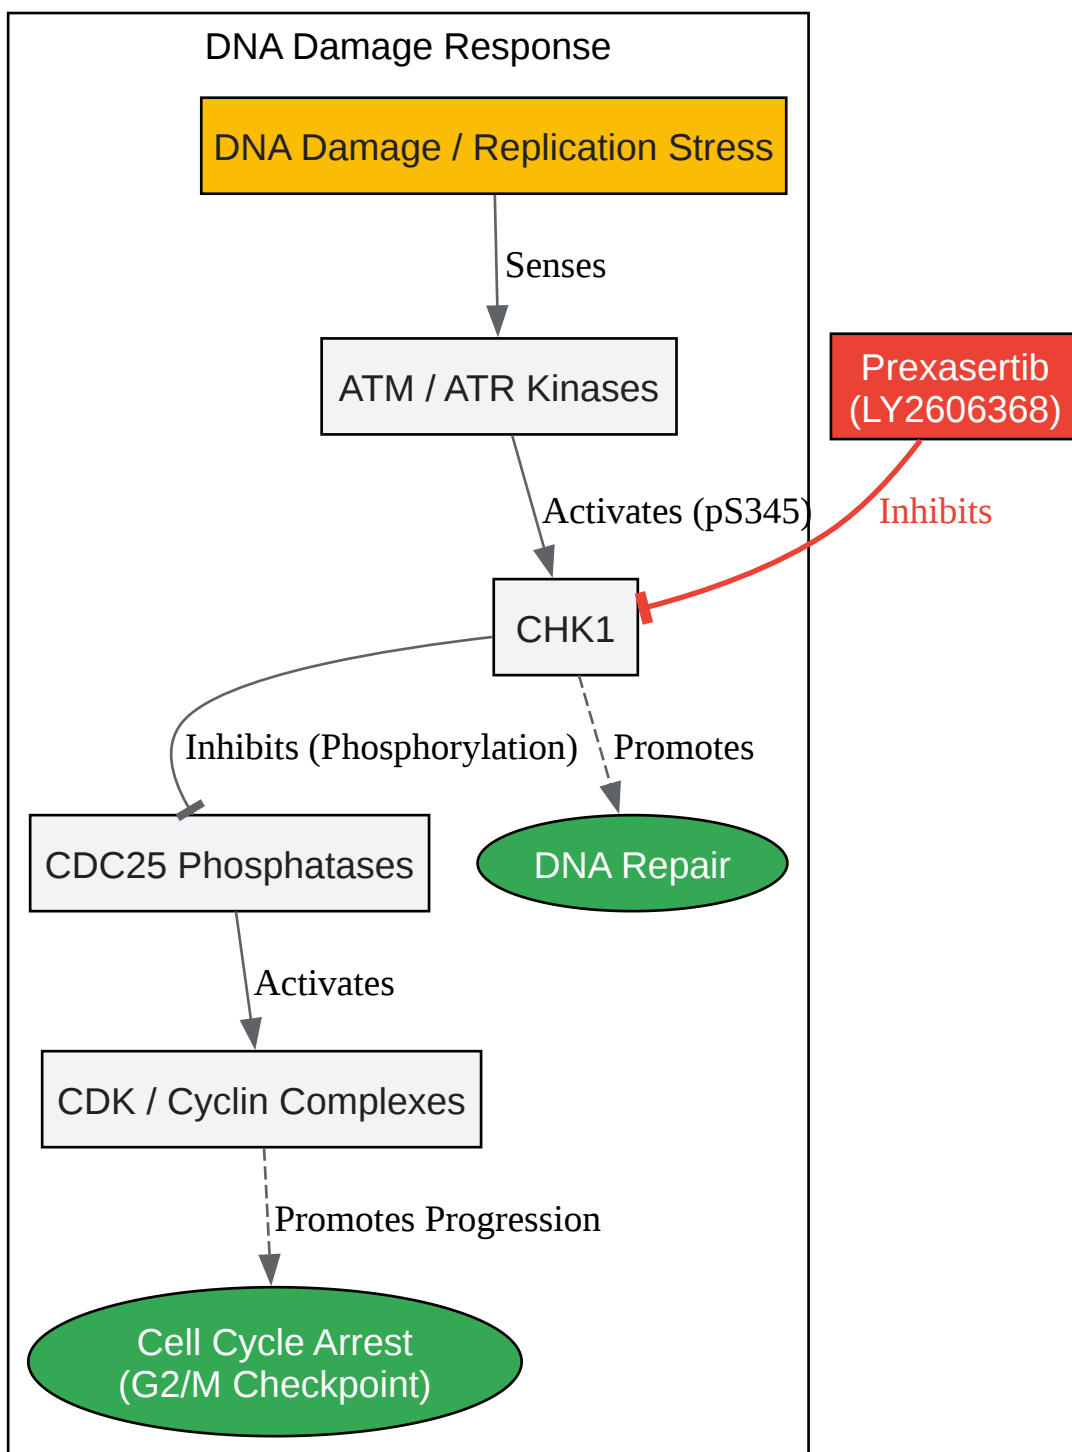 DNA Damage Response
DNA Damage / Replication Stress
Senses
ATM / ATR Kinases
Prexasertib
(LY2606368)
Activates (pS345)
Inhibits
CHK1
Inhibits (Phosphorylation)
Promotes
CDC25 Phosphatases
DNA Repair
Activates
CDK / Cyclin Complexes
Promotes Progression
Cell Cycle Arrest
(G2/M Checkpoint)